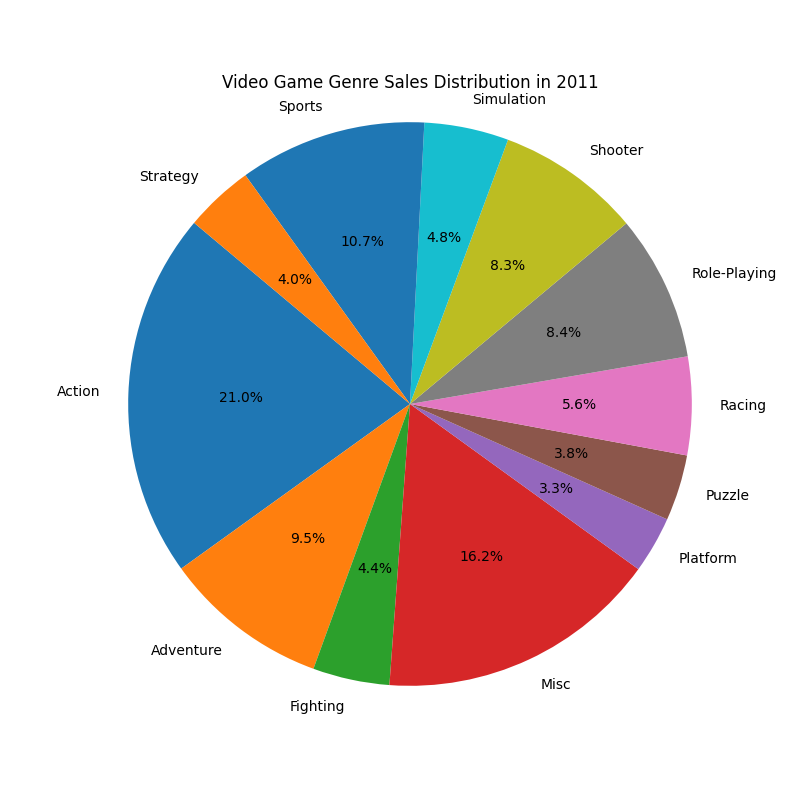 Video Game Genre Sales Distribution in 2011
Simulation
Sports
Shooter
Strategy
10.7%
4.8%
8.3%
Role-Playing
4.0%
8.4%
Action
21.0%
5.6%
Racing
3.8%
3.3%
Puzzle
9.5%
16.2%
Platform
4.4%
Adventure
Misc
Fighting